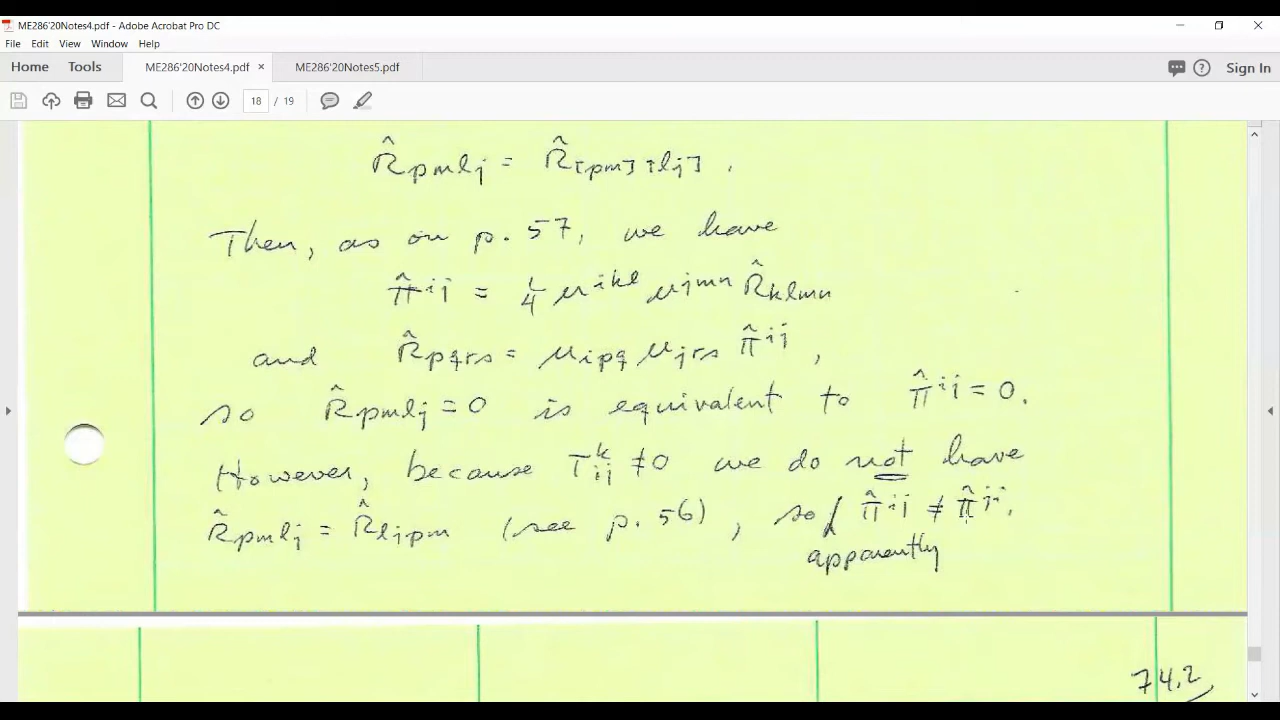 ME286'20Notes4.pdf - Adobe Acrobat Pro DC
File Edit View Window Help
Home Tools ME286'20Notes4.pdf × ME286'20Notes5.pdf Sign In
18 / 19
R̂pmlj = R̂[pm][lj] .
Then, as on p. 57, we have
π̂^ij = 1/4 μ^ikl μ^jmn R̂klmn
and R̂pqrs = μipq μjrs π̂^ij ,
so R̂pmlj = 0 is equivalent to π̂^ij = 0.
However, because T^k_ij ≠ 0 we do not have
R̂pmlj = R̂ljpm (see p. 56), so / π̂^ij ≠ π̂^ji.
apparently
74.2